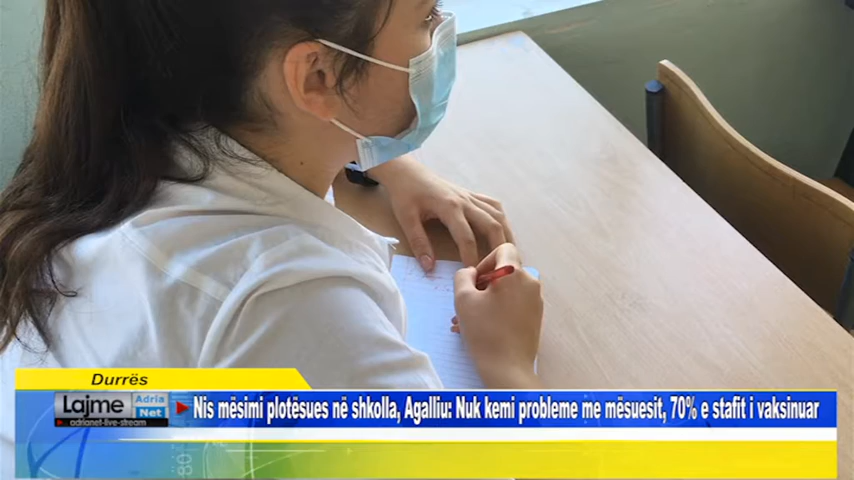 Durrës
Lajme Adria Net
adrianet-live-stream
Nis mësimi plotësues në shkolla, Agalliu: Nuk kemi probleme me mësuesit, 70% e stafit i vaksinuar
80